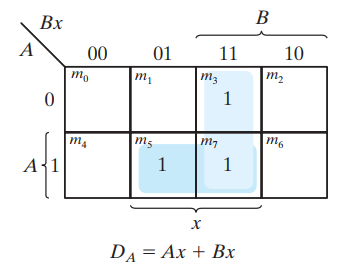 Bx
B
A
00 01 11 10
m₀ m₁ m₃ m₂
0 1
m₄ m₅ m₇ m₆
A 1 1 1
x
D_A = Ax + Bx